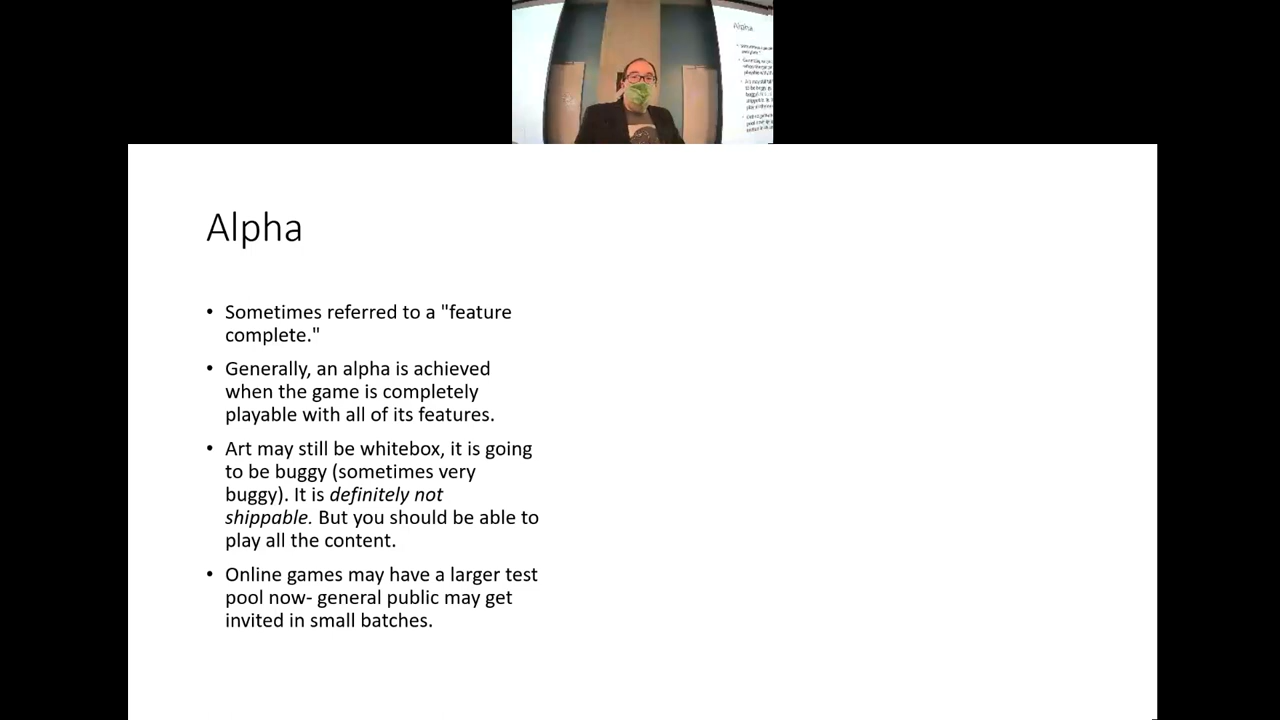 Alpha
Alpha
• Sometimes referred to a "feature
complete."
• Generally, an alpha is achieved
when the game is completely
playable with all of its features.
• Art may still be whitebox, it is going
to be buggy (sometimes very
buggy). It is definitely not
shippable. But you should be able to
play all the content.
• Online games may have a larger test
pool now- general public may get
invited in small batches.